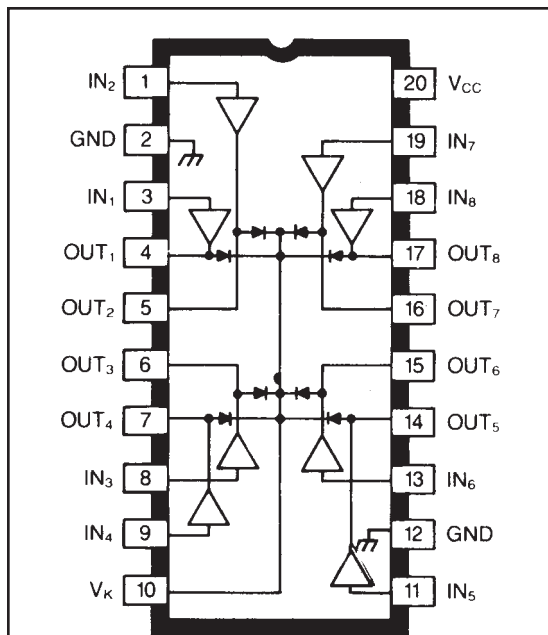 IN₂ 1 20 VCC
GND 2 19 IN₇
IN₁ 3 18 IN₈
OUT₁ 4 17 OUT₈
OUT₂ 5 16 OUT₇
OUT₃ 6 15 OUT₆
OUT₄ 7 14 OUT₅
IN₃ 8 13 IN₆
IN₄ 9 12 GND
VK 10 11 IN₅